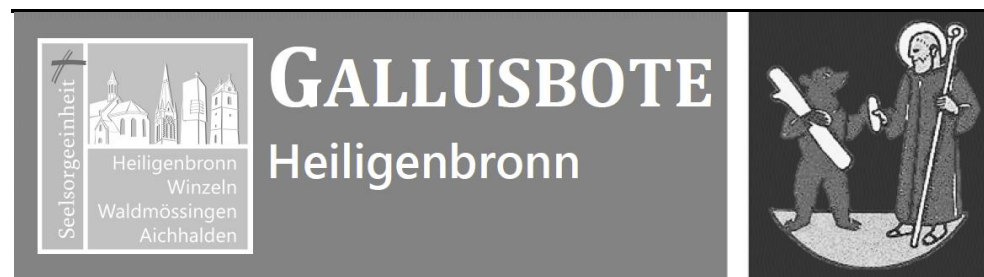 Seelsorgeeinheit
Heiligenbronn
Winzeln
Waldmössingen
Aichhalden
GALLUSBOTE
Heiligenbronn